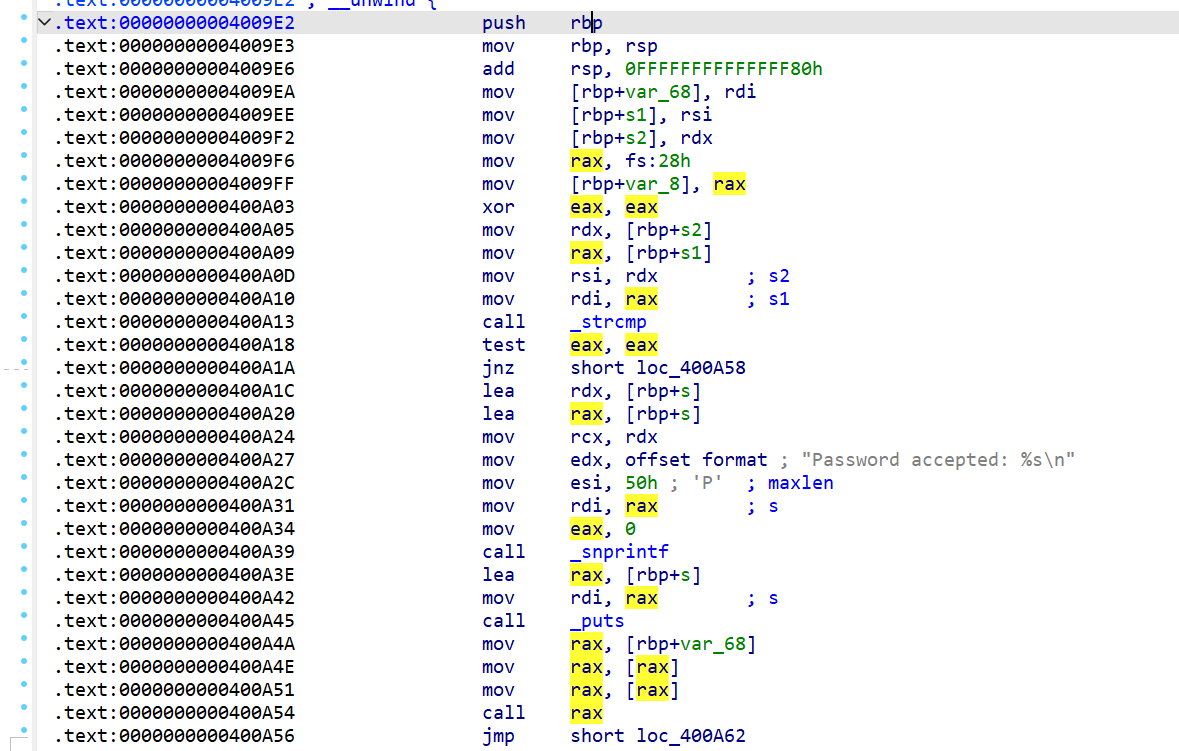 .text:00000000004009E2 ; __unwind {
.text:00000000004009E2 push rbp
.text:00000000004009E3 mov rbp, rsp
.text:00000000004009E6 add rsp, 0FFFFFFFFFFFFFF80h
.text:00000000004009EA mov [rbp+var_68], rdi
.text:00000000004009EE mov [rbp+s1], rsi
.text:00000000004009F2 mov [rbp+s2], rdx
.text:00000000004009F6 mov rax, fs:28h
.text:00000000004009FF mov [rbp+var_8], rax
.text:0000000000400A03 xor eax, eax
.text:0000000000400A05 mov rdx, [rbp+s2]
.text:0000000000400A09 mov rax, [rbp+s1]
.text:0000000000400A0D mov rsi, rdx ; s2
.text:0000000000400A10 mov rdi, rax ; s1
.text:0000000000400A13 call _strcmp
.text:0000000000400A18 test eax, eax
.text:0000000000400A1A jnz short loc_400A58
.text:0000000000400A1C lea rdx, [rbp+s]
.text:0000000000400A20 lea rax, [rbp+s]
.text:0000000000400A24 mov rcx, rdx
.text:0000000000400A27 mov edx, offset format ; "Password accepted: %s\n"
.text:0000000000400A2C mov esi, 50h ; 'P' ; maxlen
.text:0000000000400A31 mov rdi, rax ; s
.text:0000000000400A34 mov eax, 0
.text:0000000000400A39 call _snprintf
.text:0000000000400A3E lea rax, [rbp+s]
.text:0000000000400A42 mov rdi, rax ; s
.text:0000000000400A45 call _puts
.text:0000000000400A4A mov rax, [rbp+var_68]
.text:0000000000400A4E mov rax, [rax]
.text:0000000000400A51 mov rax, [rax]
.text:0000000000400A54 call rax
.text:0000000000400A56 jmp short loc_400A62